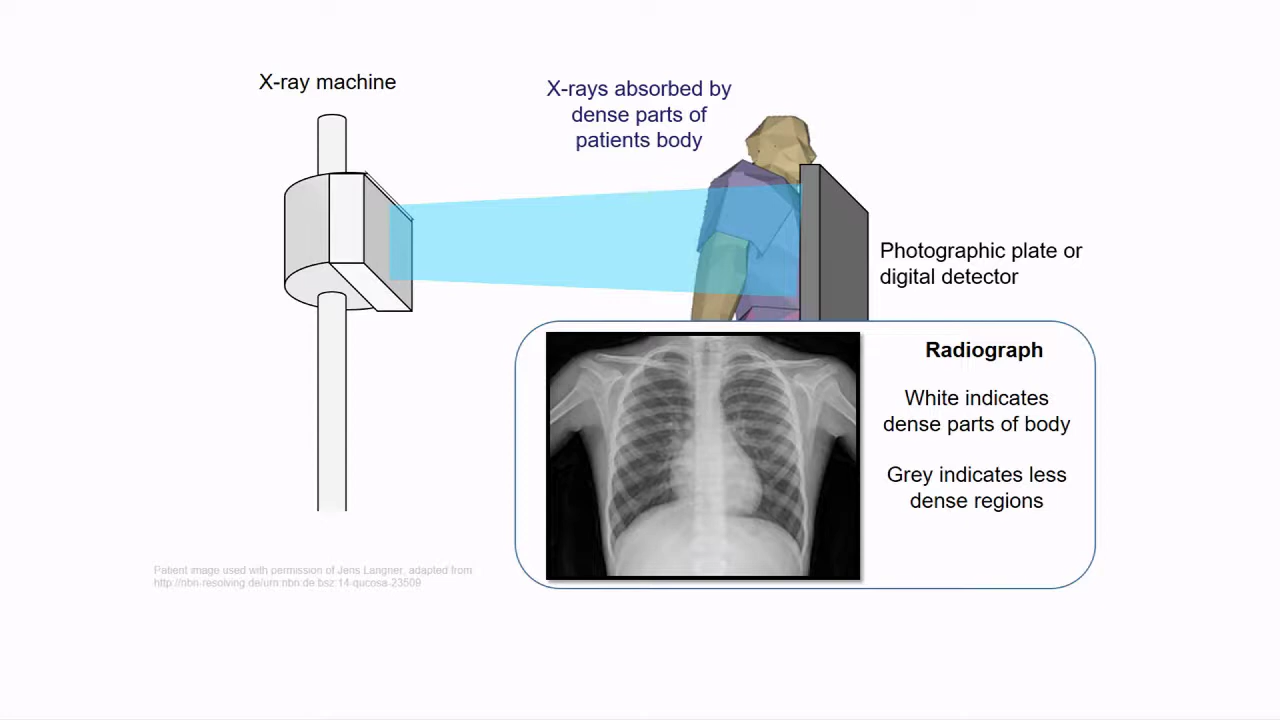 X-ray machine
X-rays absorbed by
dense parts of
patients body
Photographic plate or
digital detector
Radiograph
White indicates
dense parts of body
Grey indicates less
dense regions
Patient image used with permission of Jens Langner, adapted from
http://nbn-resolving.de/urn:nbn:de:bsz:14-qucosa-23509